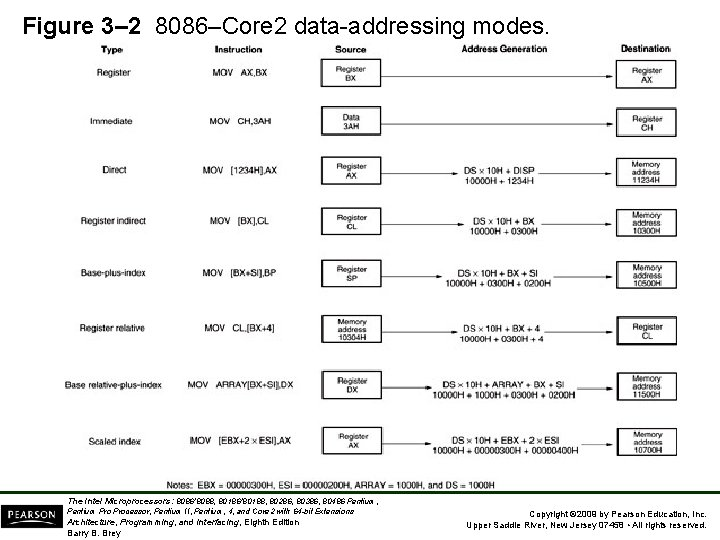 Figure 3–2 8086–Core2 data-addressing modes.
Type Instruction Source Address Generation Destination
Register MOV AX,BX Register BX Register AX
Immediate MOV CH,3AH Data 3AH Register CH
Direct MOV [1234H],AX Register AX DS × 10H + DISP 10000H + 1234H Memory address 11234H
Register indirect MOV [BX],CL Register CL DS × 10H + BX 10000H + 0300H Memory address 10300H
Base-plus-index MOV [BX+SI],BP Register SP DS × 10H + BX + SI 10000H + 0300H + 0200H Memory address 10500H
Register relative MOV CL,[BX+4] Memory address 10304H DS × 10H + BX + 4 10000H + 0300H + 4 Register CL
Base relative-plus-index MOV ARRAY[BX+SI],DX Register DX DS × 10H + ARRAY + BX + SI 10000H + 1000H + 0300H + 0200H Memory address 11500H
Scaled index MOV [EBX+2 × ESI],AX Register AX DS × 10H + EBX + 2 × ESI 10000H + 00000300H + 00000400H Memory address 10700H
Notes: EBX = 00000300H, ESI = 00000200H, ARRAY = 1000H, and DS = 1000H
PEARSON
The Intel Microprocessors: 8086/8088, 80186/80188, 80286, 80386, 80486 Pentium,
Pentium Pro Processor, Pentium II, Pentium, 4, and Core2 with 64-bit Extensions
Architecture, Programming, and Interfacing, Eighth Edition
Barry B. Brey
Copyright ©2009 by Pearson Education, Inc.
Upper Saddle River, New Jersey 07458 • All rights reserved.